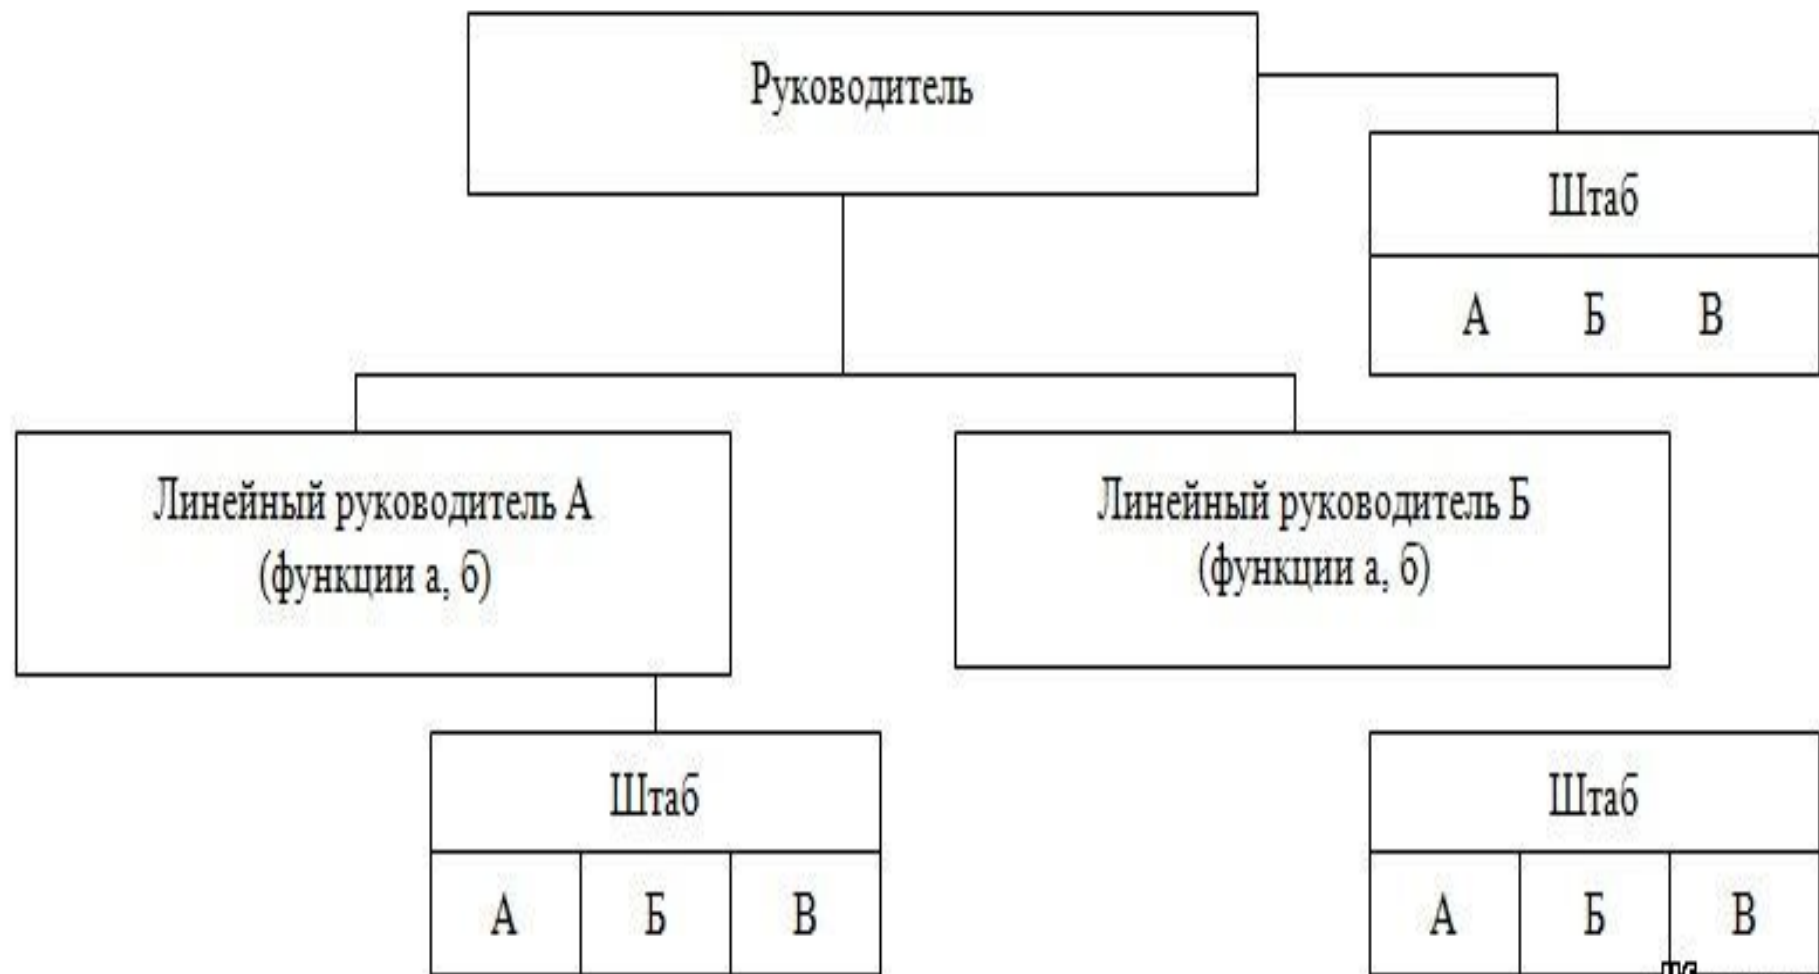 Руководитель
Штаб
А Б В
Линейный руководитель А
(функции а, б)
Линейный руководитель Б
(функции а, б)
Штаб
А Б В
Штаб
А Б В